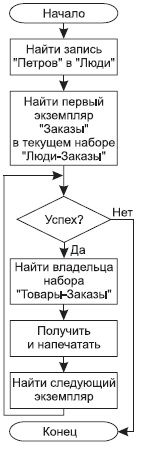 Начало
Найти запись
"Петров" в "Люди"
Найти первый
экземпляр
"Заказы"
в текущем наборе
"Люди-Заказы"
Успех?
Нет
Да
Найти владельца
набора
"Товары-Заказы"
Получить
и напечатать
Найти следующий
экземпляр
Конец